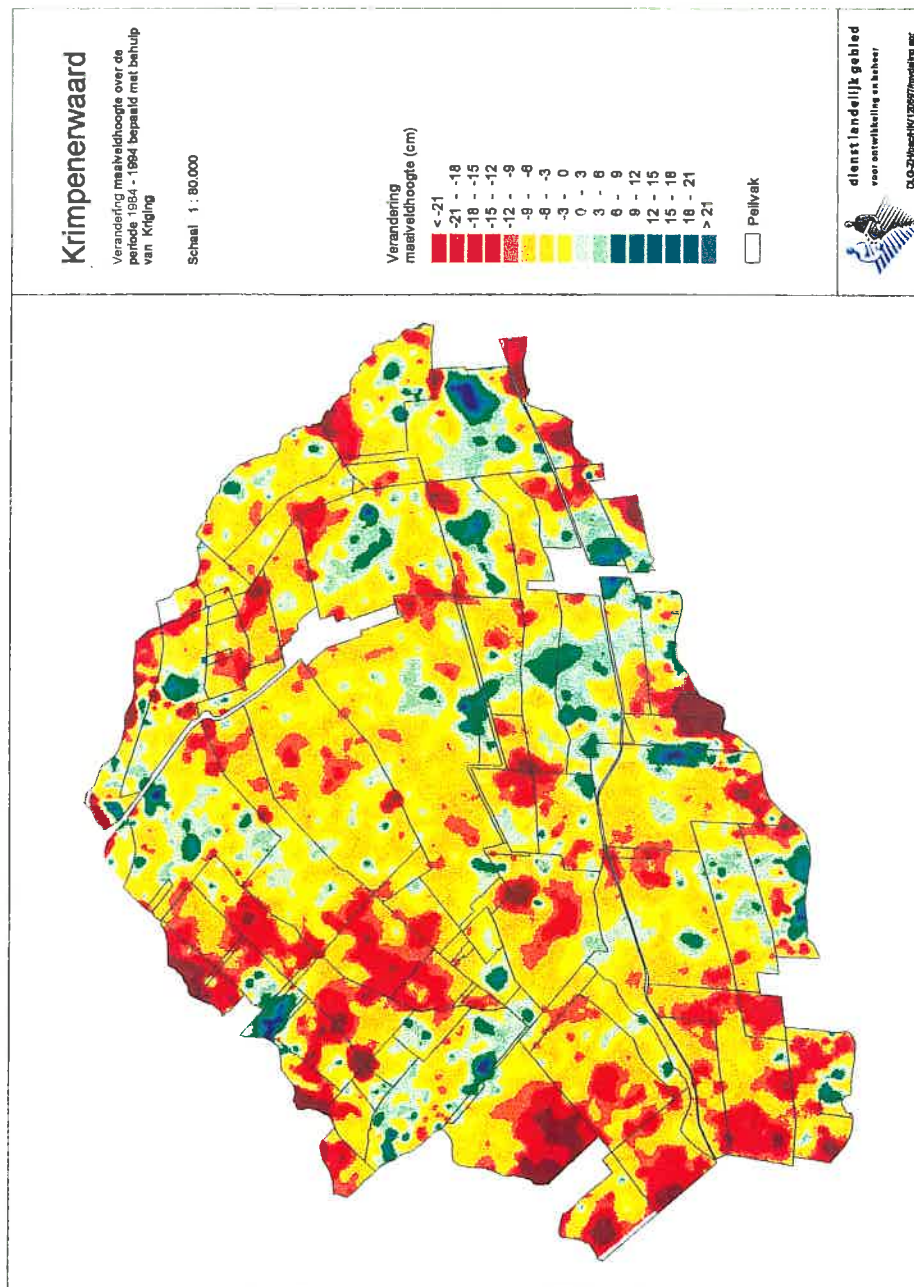 Krimpenerwaard
Verandering maaiveldhoogte over de
periode 1984 - 1994 bepaald met behulp
van Kriging
Schaal 1 : 80.000
Verandering
maaiveldhoogte (cm)
< -21
-21 - -18
-18 - -15
-15 - -12
-12 - -9
-9 - -6
-6 - -3
-3 - 0
0 - 3
3 - 6
6 - 9
9 - 12
12 - 15
15 - 18
18 - 21
> 21
Peilvak
dienst landelijk gebied
voor ontwikkeling en beheer